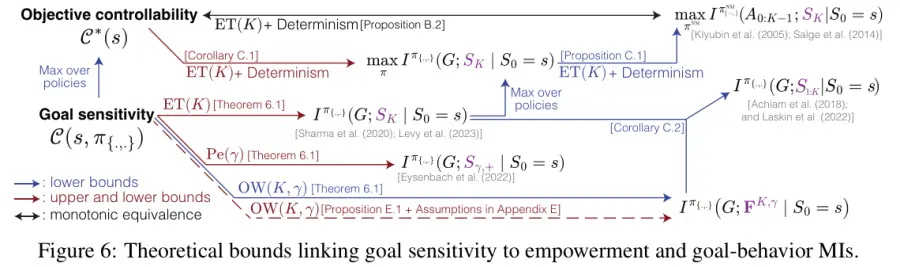 Objective controllability
C*(s)
ET(K)+ Determinism [Proposition B.2]
max_π^NM I^π^NM_{·,·}(A_{0:K−1}; S_K|S_0 = s)
[Klyubin et al. (2005); Salge et al. (2014)]
[Corollary C.1]
ET(K)+ Determinism
max_π I^π{·,·}(G; S_K | S_0 = s)
[Proposition C.1]
ET(K)+ Determinism
Max over
policies
Max over
policies
Goal sensitivity
C(s, π_{·,·})
ET(K) [Theorem 6.1]
I^π{·,·}(G; S_K | S_0 = s)
[Sharma et al. (2020); Levy et al. (2023)]
I^π{·,·}(G; S_{1:K}|S_0 = s)
[Achiam et al. (2018);
and Laskin et al. (2022)]
[Corollary C.2]
Pe(γ) [Theorem 6.1]
I^π{·,·}(G; S_{γ,+} | S_0 = s)
[Eysenbach et al. (2022)]
: lower bounds
: upper and lower bounds
: monotonic equivalence
OW(K, γ) [Theorem 6.1]
OW(K, γ) [Proposition E.1 + Assumptions in Appendix E]
I^π{·,·}(G; F^{K,γ} | S_0 = s)
Figure 6: Theoretical bounds linking goal sensitivity to empowerment and goal-behavior MIs.